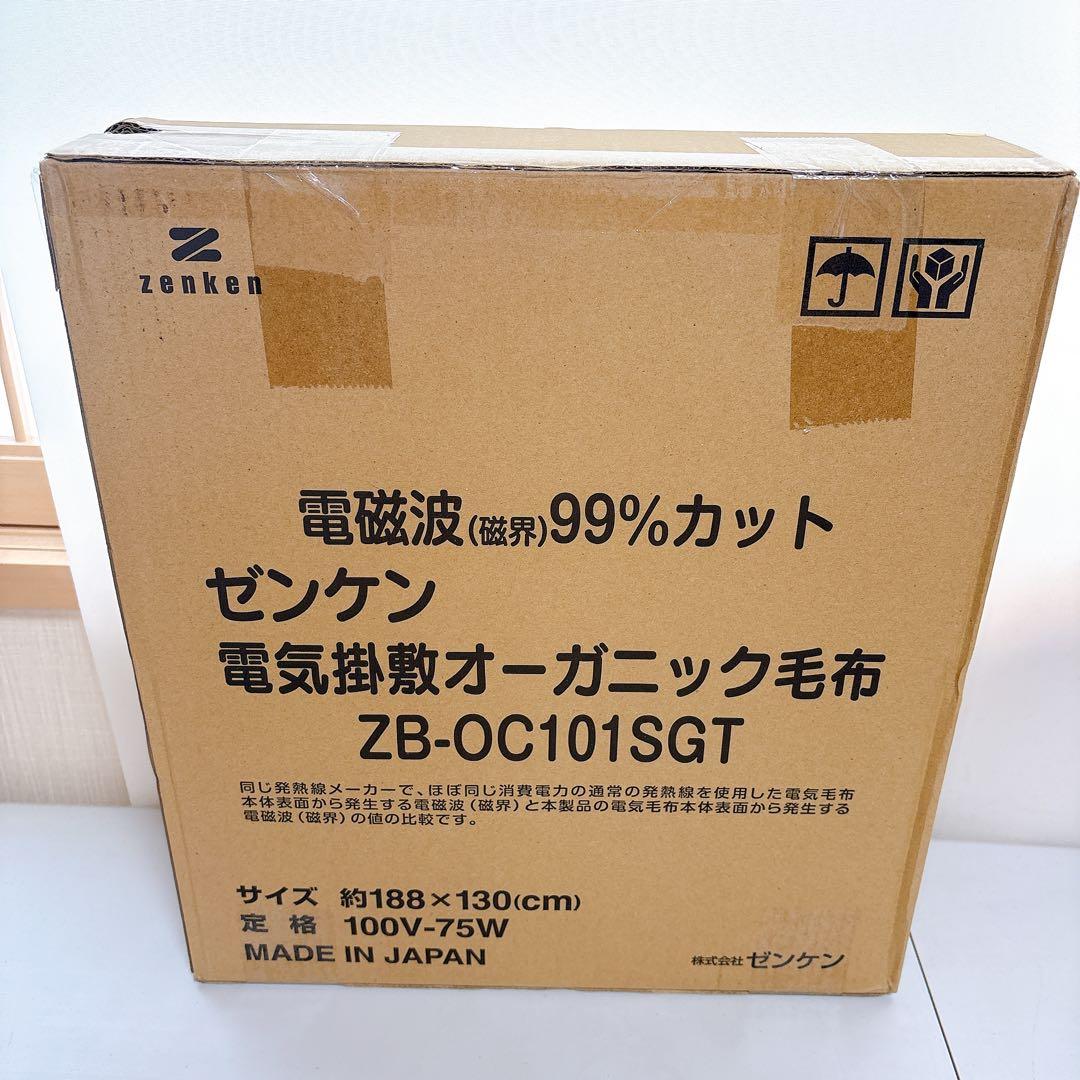 zenken
電磁波(磁界)99%カット
ゼンケン
電気掛敷オーガニック毛布
ZB-OC101SGT
同じ発熱線メーカーで、ほぼ同じ消費電力の通常の発熱線を使用した電気毛布
本体表面から発生する電磁波(磁界)と本製品の電気毛布本体表面から発生する
電磁波(磁界)の値の比較です。
サイズ 約188×130(cm)
定格 100V-75W
MADE IN JAPAN
株式会社ゼンケン